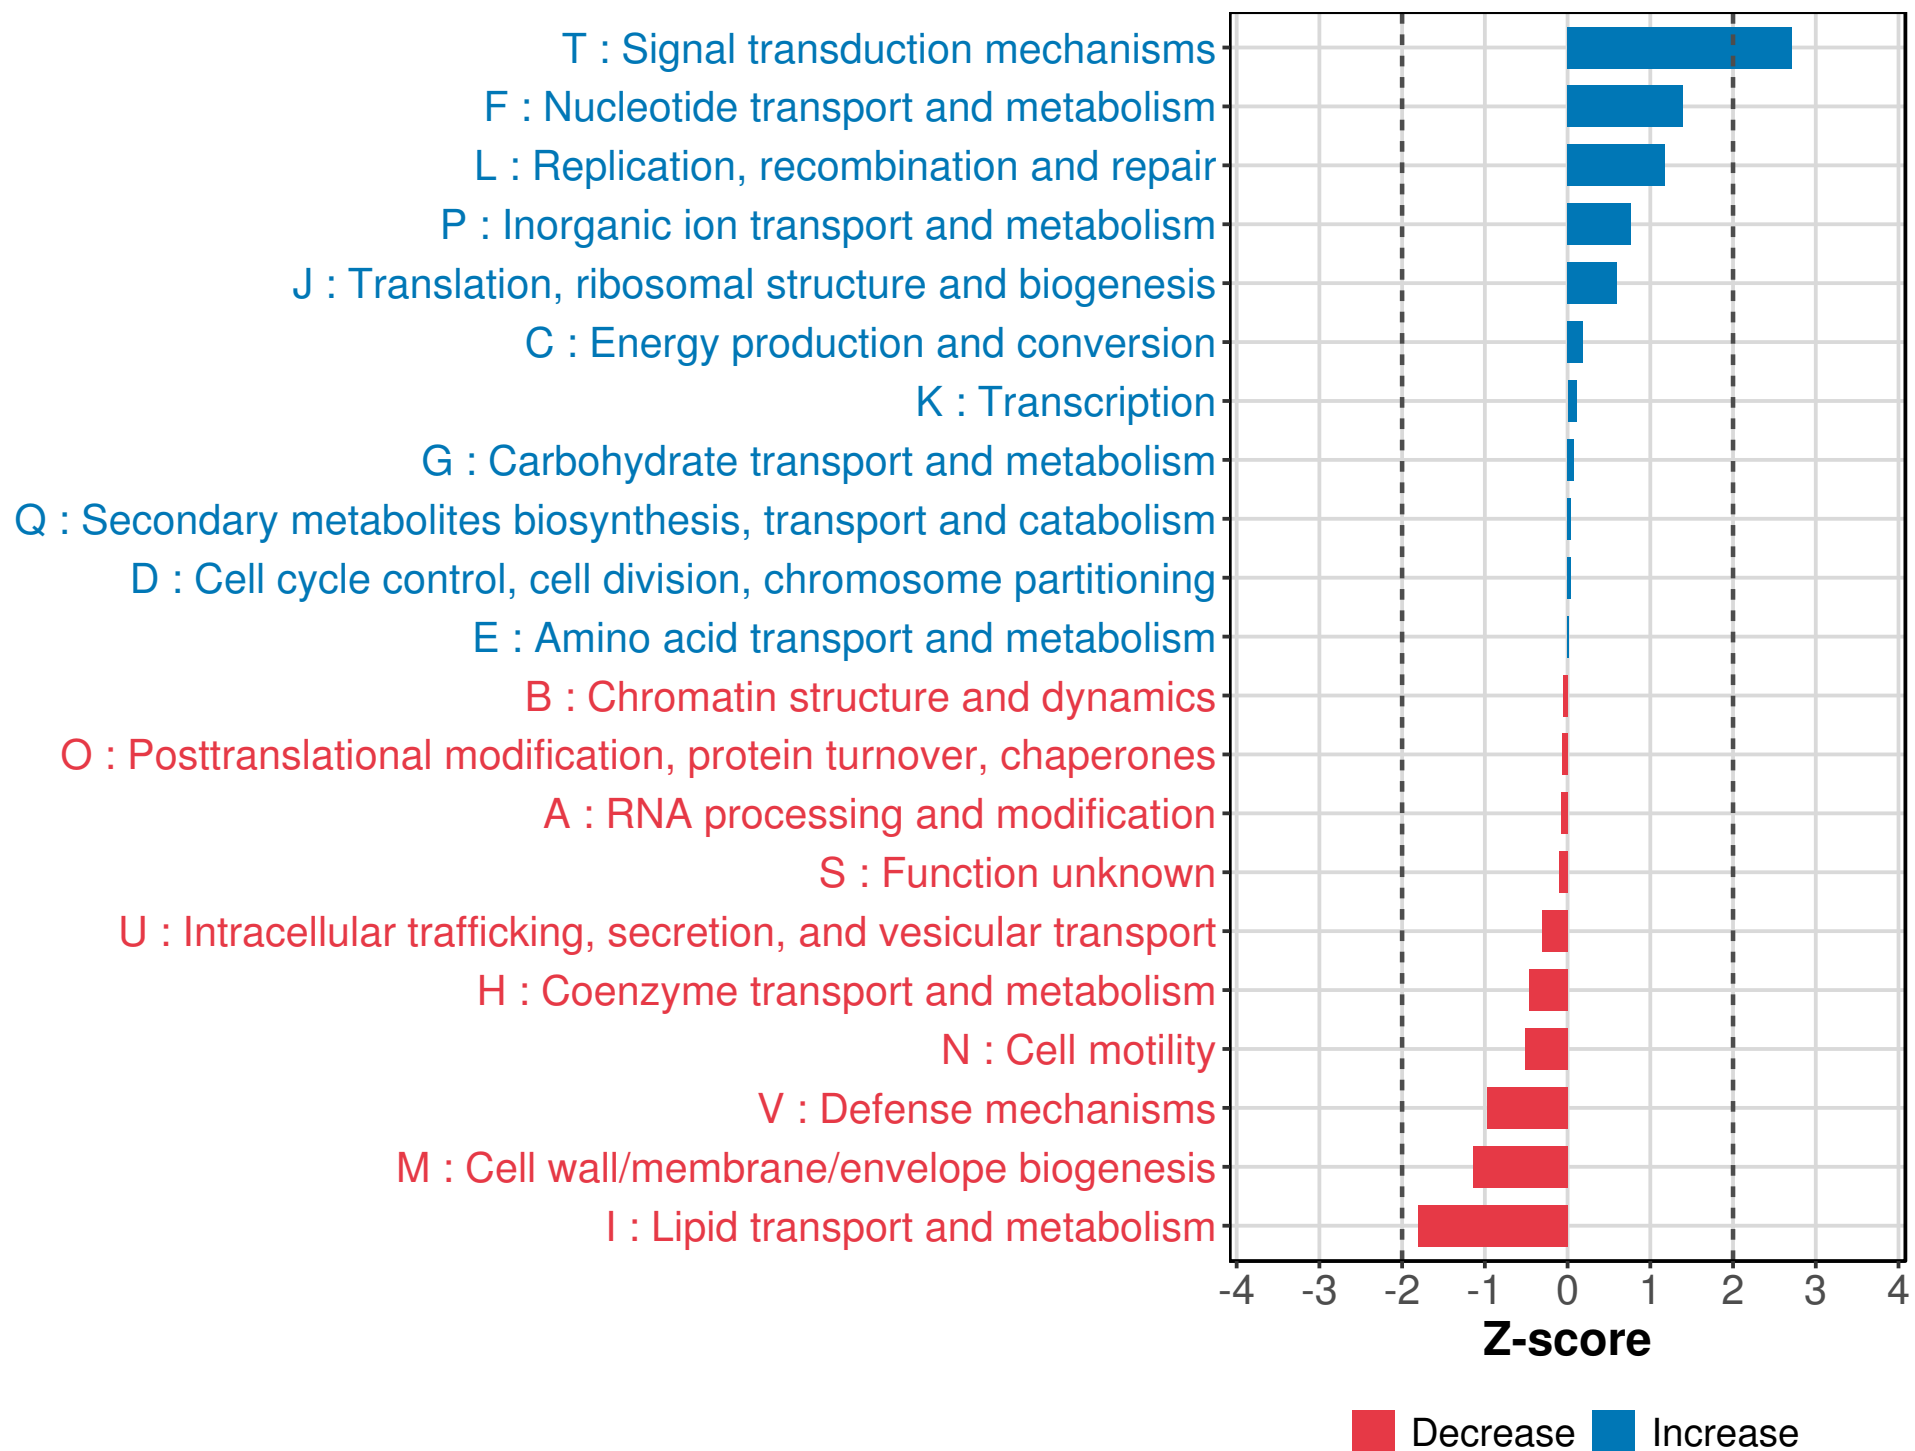 T : Signal transduction mechanisms
F : Nucleotide transport and metabolism
L : Replication, recombination and repair
P : Inorganic ion transport and metabolism
J : Translation, ribosomal structure and biogenesis
C : Energy production and conversion
K : Transcription
G : Carbohydrate transport and metabolism
Q : Secondary metabolites biosynthesis, transport and catabolism
D : Cell cycle control, cell division, chromosome partitioning
E : Amino acid transport and metabolism
B : Chromatin structure and dynamics
O : Posttranslational modification, protein turnover, chaperones
A : RNA processing and modification
S : Function unknown
U : Intracellular trafficking, secretion, and vesicular transport
H : Coenzyme transport and metabolism
N : Cell motility
V : Defense mechanisms
M : Cell wall/membrane/envelope biogenesis
I : Lipid transport and metabolism
-4 -3 -2 -1 0 1 2 3 4
Z-score
Decrease Increase